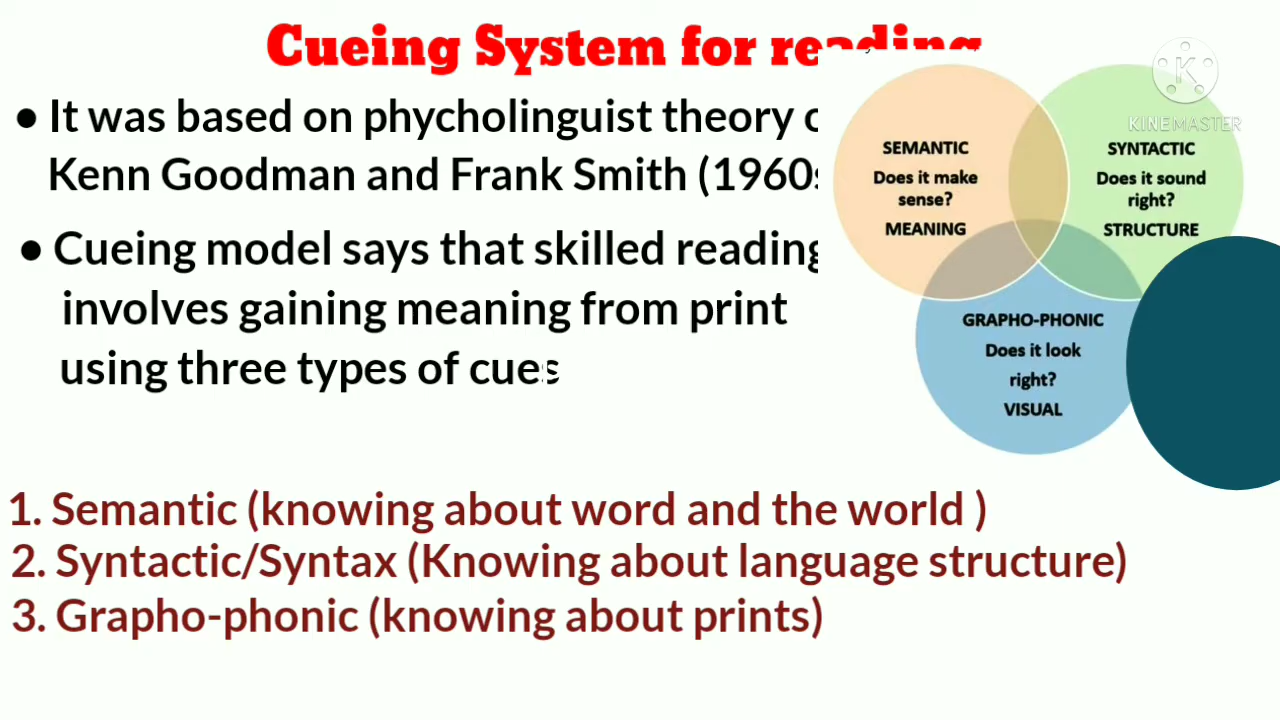 Cueing System for reading
• It was based on phycholinguist theory
Kenn Goodman and Frank Smith (1960s
• Cueing model says that skilled reading
involves gaining meaning from print
using three types of cues
SEMANTIC
Does it make
sense?
MEANING
SYNTACTIC
Does it sound
right?
STRUCTURE
GRAPHO-PHONIC
Does it look
right?
VISUAL
1. Semantic (knowing about word and the world )
2. Syntactic/Syntax (Knowing about language structure)
3. Grapho-phonic (knowing about prints)
K
KINEMASTER